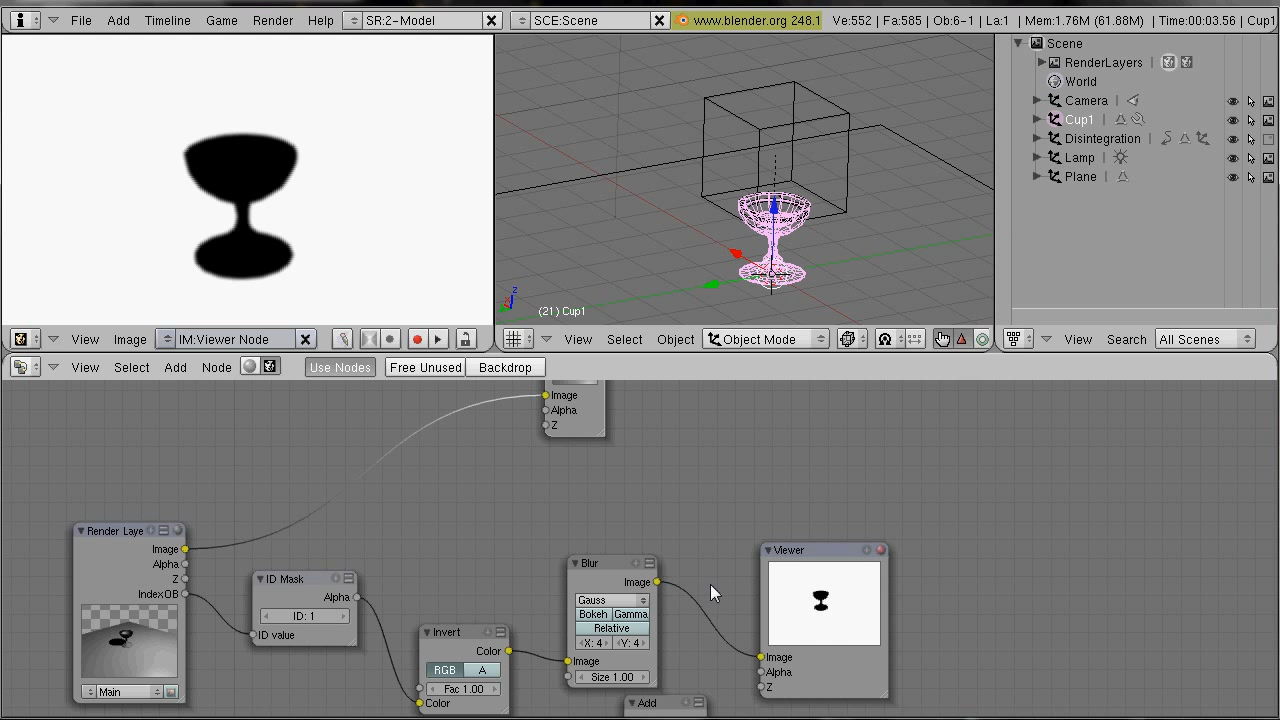 File Add Timeline Game Render Help SR:2-Model SCE:Scene www.blender.org 248.1 Ve:552 | Fa:585 | Ob:6-1 | La:1 | Mem:1.76M (61.88M) | Time:00:03.56 | Cup1
Scene
RenderLayers
World
Camera
Cup1
Disintegration
Lamp
Plane
z
(21) Cup1
View Image IM:Viewer Node
View Select Object Object Mode
View Search All Scenes
View Select Add Node Use Nodes Free Unused Backdrop
Image
Alpha
Z
Render Laye
Image
Alpha
Z
IndexOB
Main
ID Mask
Alpha
ID: 1
ID value
Invert
Color
RGB A
Fac 1.00
Color
Blur
Image
Gauss
Bokeh Gamma
Relative
X: 4 Y: 4
Image
Size 1.00
Add
Viewer
Image
Alpha
Z